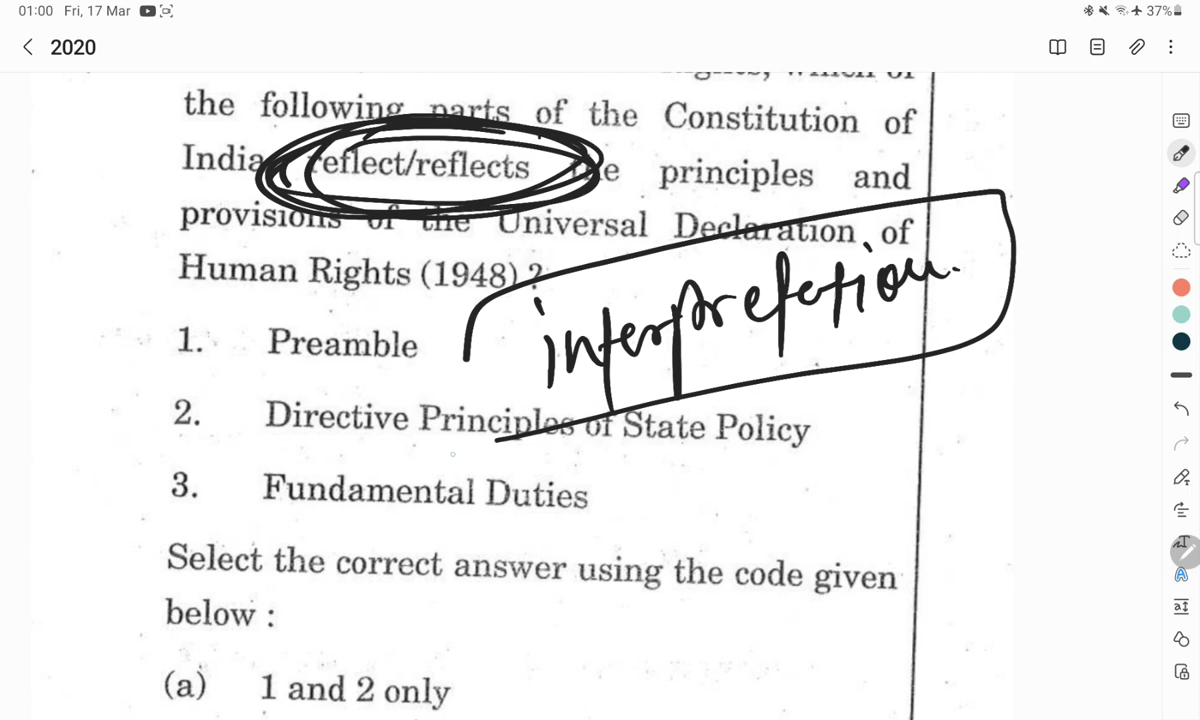 01:00 Fri, 17 Mar
37%
2020
the following parts of the Constitution of
India reflect/reflects the principles and
provisions of the Universal Declaration of
Human Rights (1948) ?
interpretetion.
1. Preamble
2. Directive Principles of State Policy
3. Fundamental Duties
Select the correct answer using the code given
below :
(a) 1 and 2 only